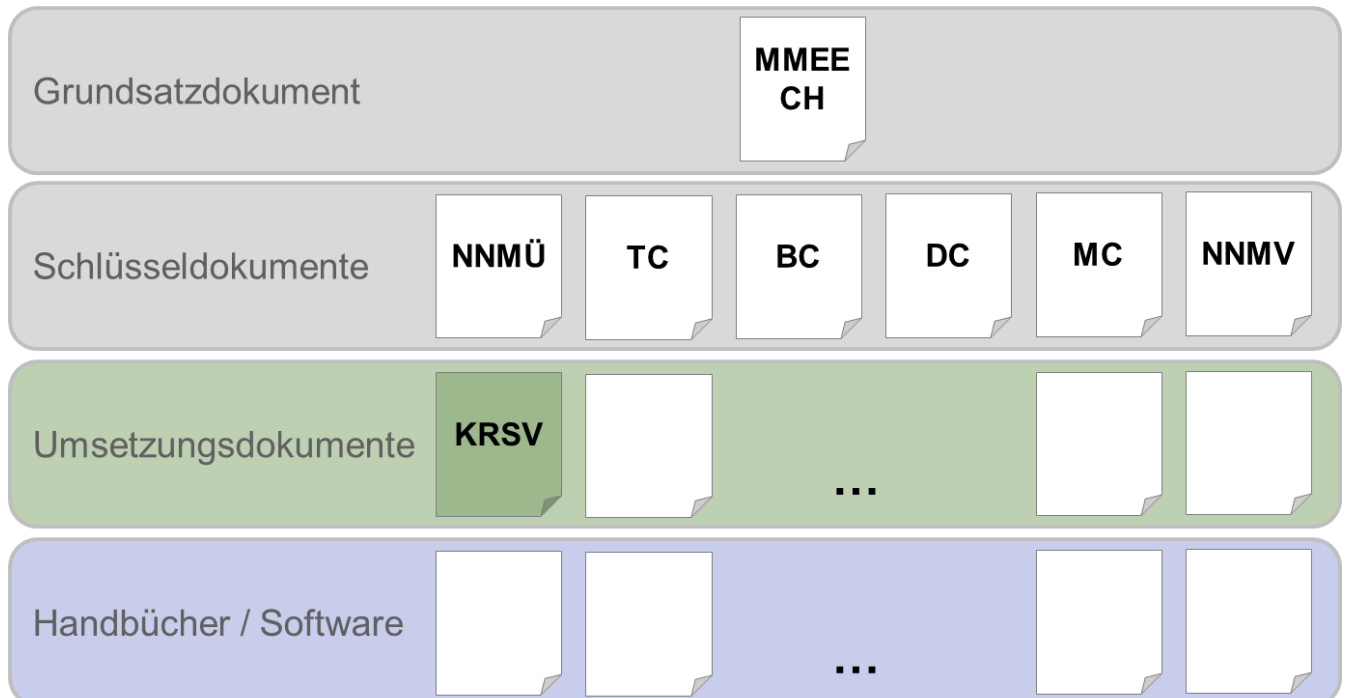 Grundsatzdokument
MMEE
CH
Schlüsseldokumente
NNMÜ
TC
BC
DC
MC
NNMV
Umsetzungsdokumente
KRSV
...
Handbücher / Software
...